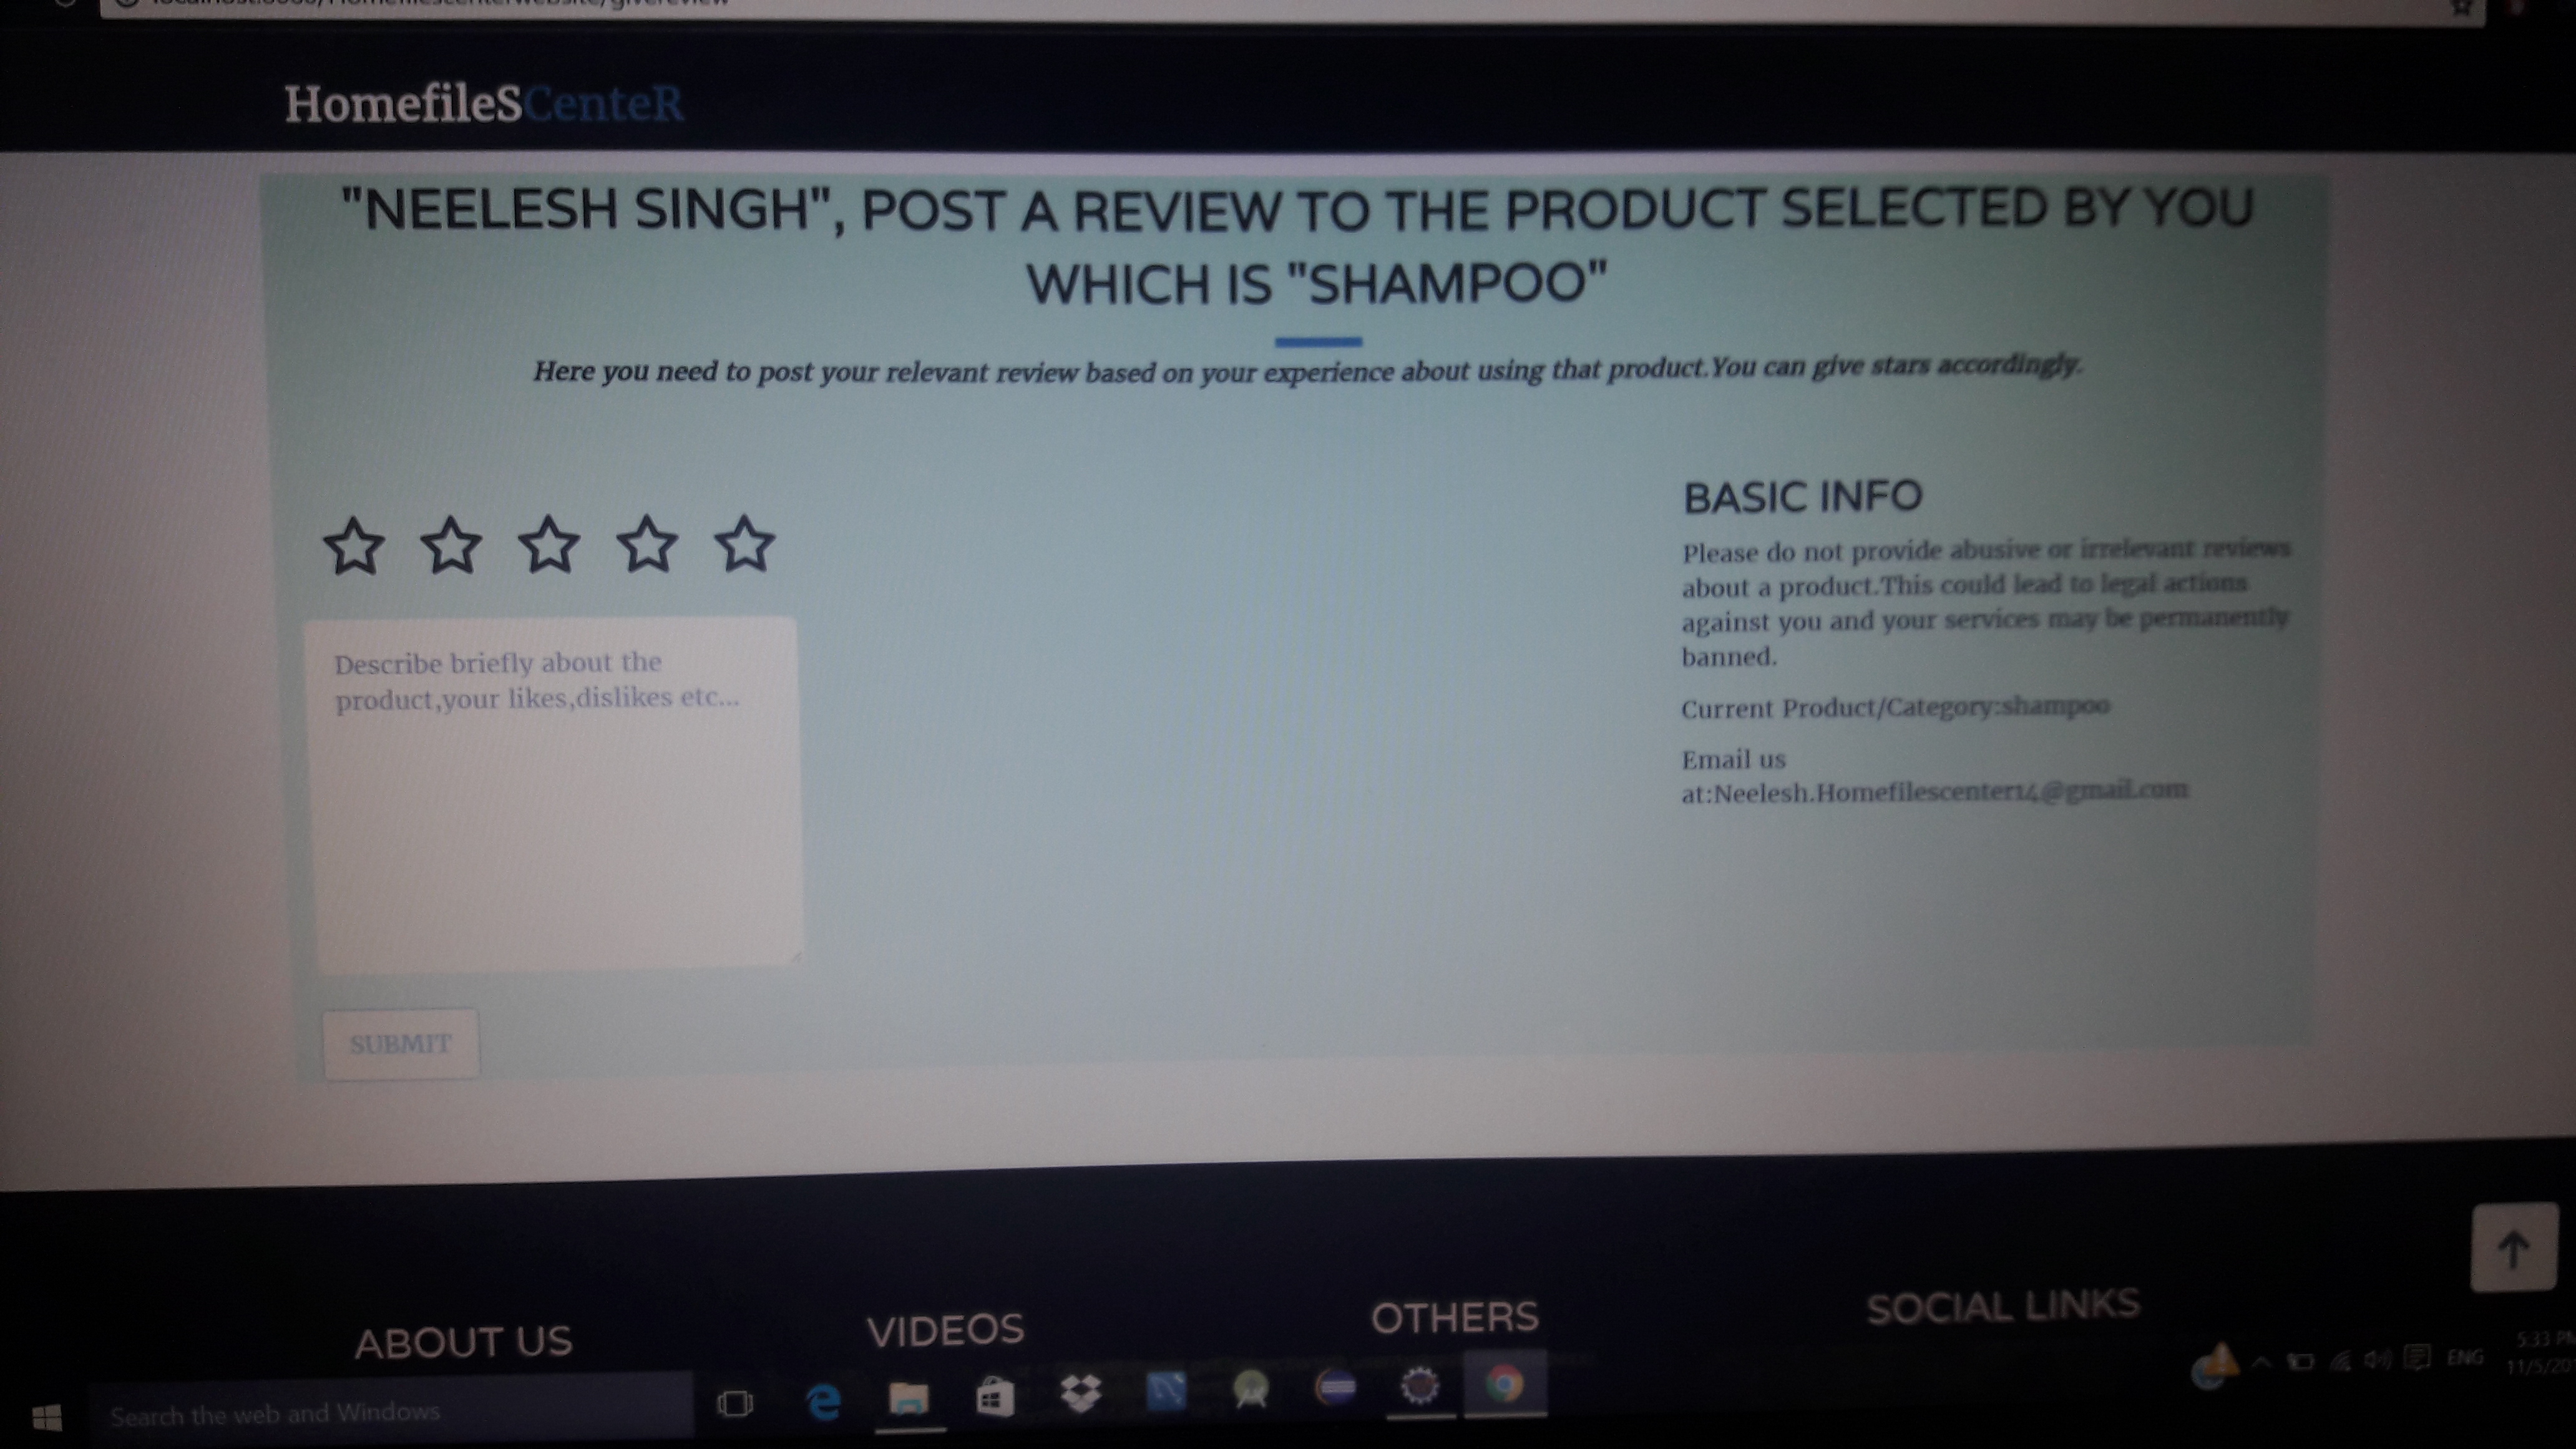 HomefileSCenteR
"NEELESH SINGH", POST A REVIEW TO THE PRODUCT SELECTED BY YOU
WHICH IS "SHAMPOO"
Here you need to post your relevant review based on your experience about using that product.You can give stars accordingly.
BASIC INFO
Please do not provide abusive or irrelevant reviews
about a product.This could lead to legal actions
against you and your services may be permanently
banned.
Current Product/Category:shampoo
Email us
at:Neelesh.Homefilescenter14@gmail.com
Describe briefly about the
product,your likes,dislikes etc...
SUBMIT
ABOUT US
VIDEOS
OTHERS
SOCIAL LINKS
Search the web and Windows
ENG
5:33 PM
11/5/20